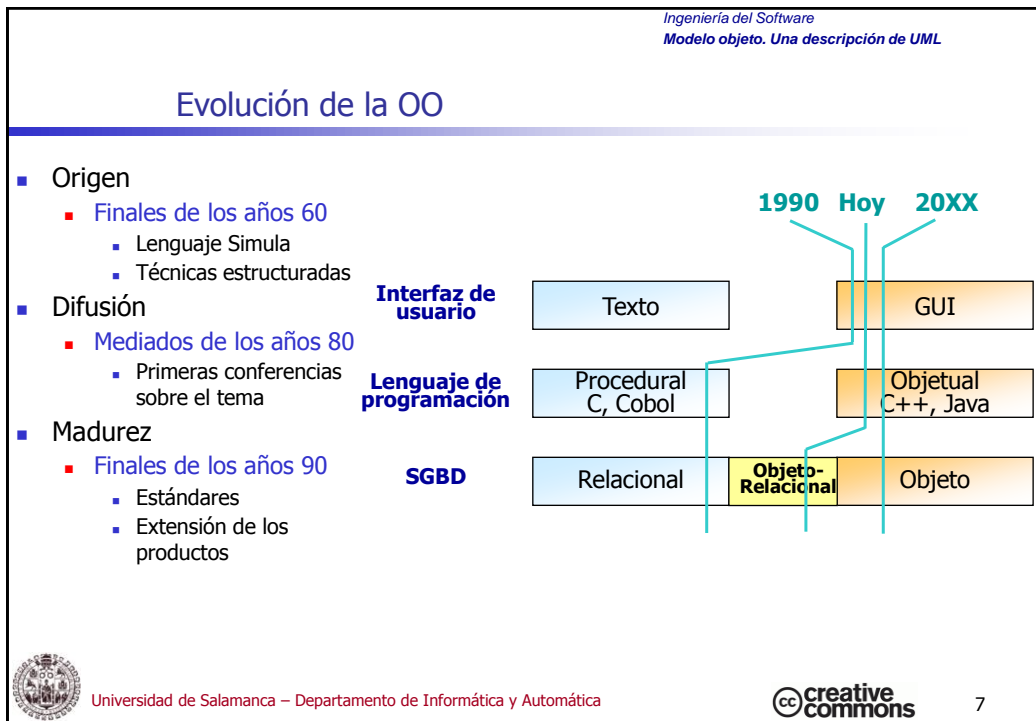 Ingeniería del Software
Modelo objeto. Una descripción de UML
Evolución de la OO
Origen
Finales de los años 60
Lenguaje Simula
Técnicas estructuradas
Difusión
Mediados de los años 80
Primeras conferencias
sobre el tema
Madurez
Finales de los años 90
Estándares
Extensión de los
productos
1990 Hoy 20XX
Interfaz de
usuario
Texto
GUI
Lenguaje de
programación
Procedural
C, Cobol
Objetual
C++, Java
SGBD
Relacional
Objeto-
Relacional
Objeto
Universidad de Salamanca – Departamento de Informática y Automática
cc creative
commons
7